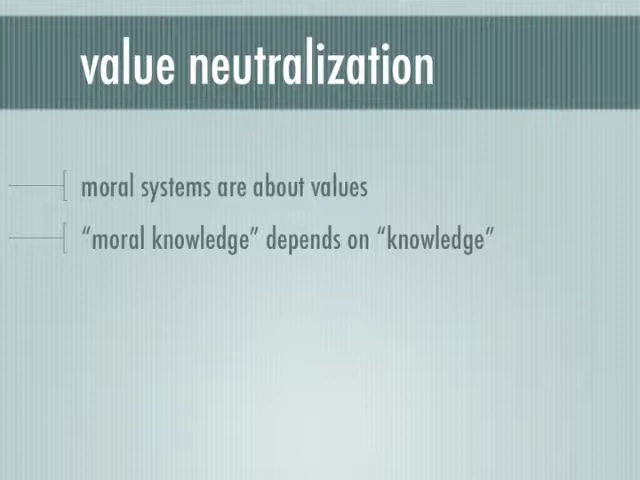 value neutralization
moral systems are about values
“moral knowledge” depends on “knowledge”